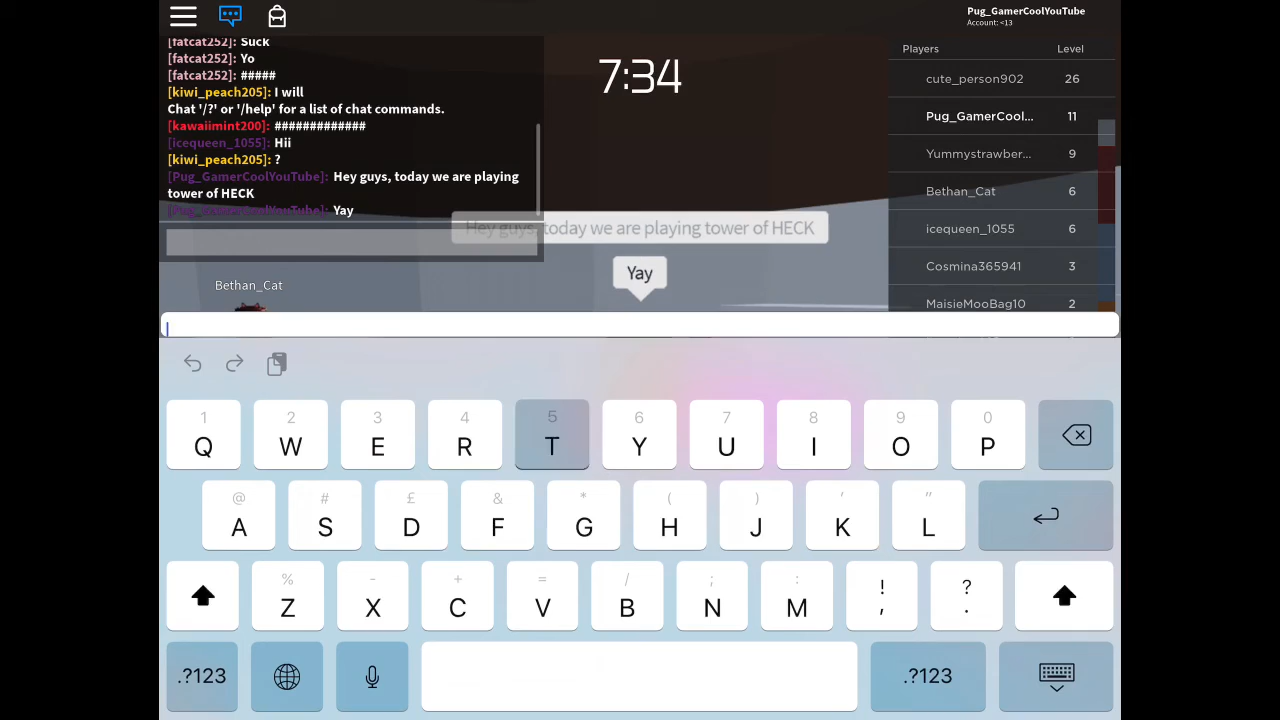 Pug_GamerCoolYouTube
Account: <13
[fatcat252]: Suck
[fatcat252]: Yo
[fatcat252]: #####
[kiwi_peach205]: I will
Chat '/?' or '/help' for a list of chat commands.
[kawaiimint200]: #############
[icequeen_1055]: Hii
[kiwi_peach205]: ?
[Pug_GamerCoolYouTube]: Hey guys, today we are playing
tower of HECK
[Pug_GamerCoolYouTube]: Yay
7:34
Players Level
cute_person902 26
Pug_GamerCool... 11
Yummystrawber... 9
Bethan_Cat 6
icequeen_1055 6
Cosmina365941 3
MaisieMooBag10 2
Hey guys, today we are playing tower of HECK
Yay
Bethan_Cat
1 2 3 4 5 6 7 8 9 0
Q W E R T Y U I O P
@ # £ & * ( ) ' "
A S D F G H J K L
% - + = / ; : ! ?
Z X C V B N M , .
.?123 .?123